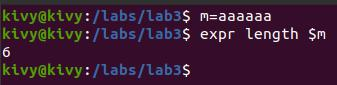 kivy@kivy:/labs/lab3$ m=aaaaaa
kivy@kivy:/labs/lab3$ expr length $m
6
kivy@kivy:/labs/lab3$